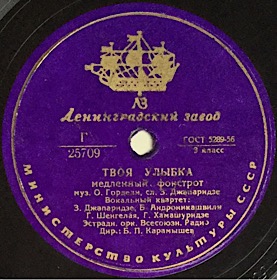 ЛЗ
Ленинградский завод
Г
25709
ГОСТ 5289-56
3 класс
ТВОЯ УЛЫБКА
медленный фокстрот
муз. О. Гордели, сл. З. Джапаридзе
Вокальный квартет:
З. Джапаридзе, Б. Андроникашвили
Г. Шенгелая, Г. Хамашуридзе
Эстрадн. орк. Всесоюзн. Радио
Дир.: Б. П. Карамышев
МИНИСТЕРСТВО КУЛЬТУРЫ СССР